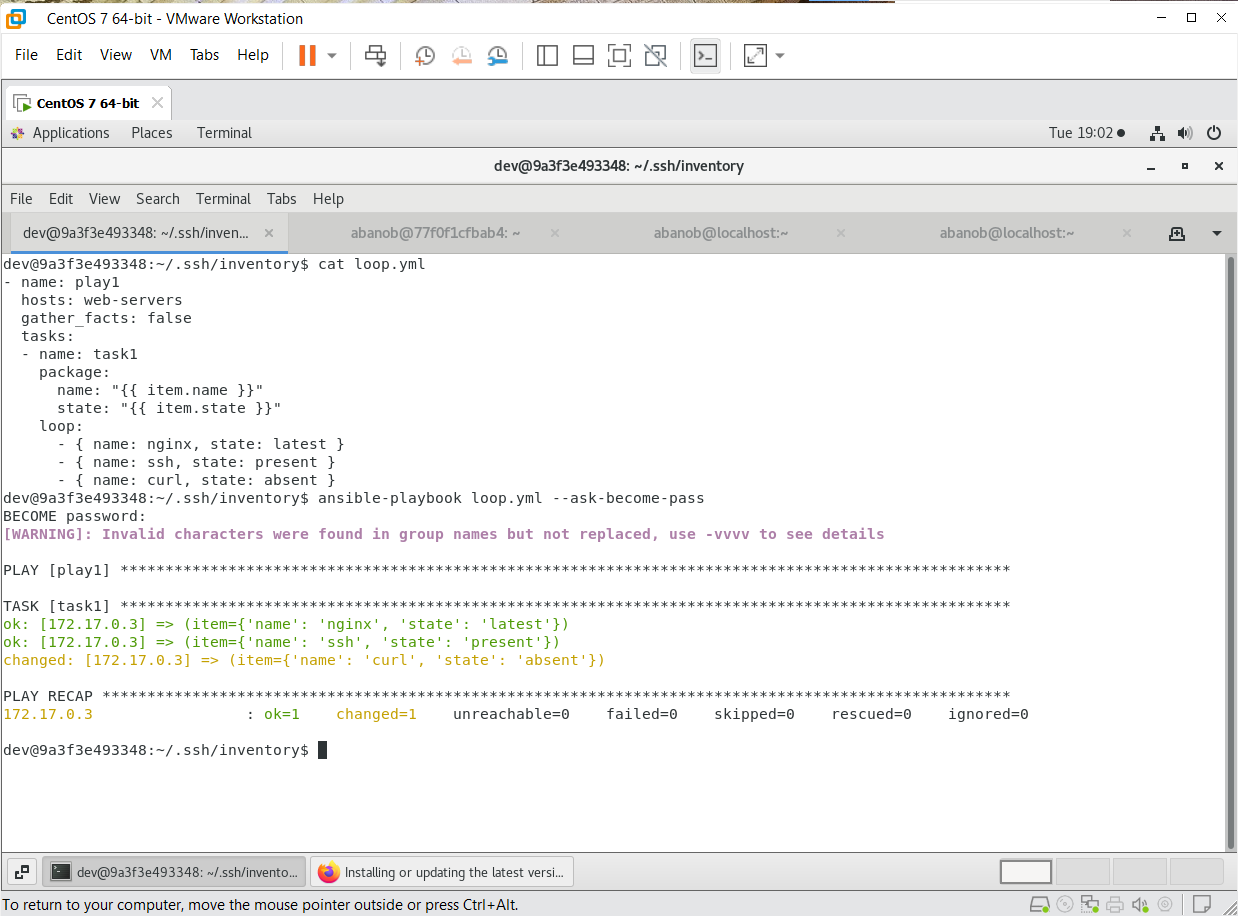 CentOS 7 64-bit - VMware Workstation
File Edit View VM Tabs Help
CentOS 7 64-bit
Applications Places Terminal Tue 19:02
dev@9a3f3e493348: ~/.ssh/inventory
File Edit View Search Terminal Tabs Help
dev@9a3f3e493348: ~/.ssh/inven... abanob@77f0f1cfbab4: ~ abanob@localhost:~ abanob@localhost:~
dev@9a3f3e493348:~/.ssh/inventory$ cat loop.yml
- name: play1
  hosts: web-servers
  gather_facts: false
  tasks:
  - name: task1
    package:
      name: "{{ item.name }}"
      state: "{{ item.state }}"
    loop:
      - { name: nginx, state: latest }
      - { name: ssh, state: present }
      - { name: curl, state: absent }
dev@9a3f3e493348:~/.ssh/inventory$ ansible-playbook loop.yml --ask-become-pass
BECOME password:
[WARNING]: Invalid characters were found in group names but not replaced, use -vvvv to see details
PLAY [play1] ***************************************************************************************************
TASK [task1] ***************************************************************************************************
ok: [172.17.0.3] => (item={'name': 'nginx', 'state': 'latest'})
ok: [172.17.0.3] => (item={'name': 'ssh', 'state': 'present'})
changed: [172.17.0.3] => (item={'name': 'curl', 'state': 'absent'})
PLAY RECAP *****************************************************************************************************
172.17.0.3                 : ok=1    changed=1    unreachable=0    failed=0    skipped=0    rescued=0    ignored=0
dev@9a3f3e493348:~/.ssh/inventory$
dev@9a3f3e493348: ~/.ssh/invento... Installing or updating the latest versi...
To return to your computer, move the mouse pointer outside or press Ctrl+Alt.